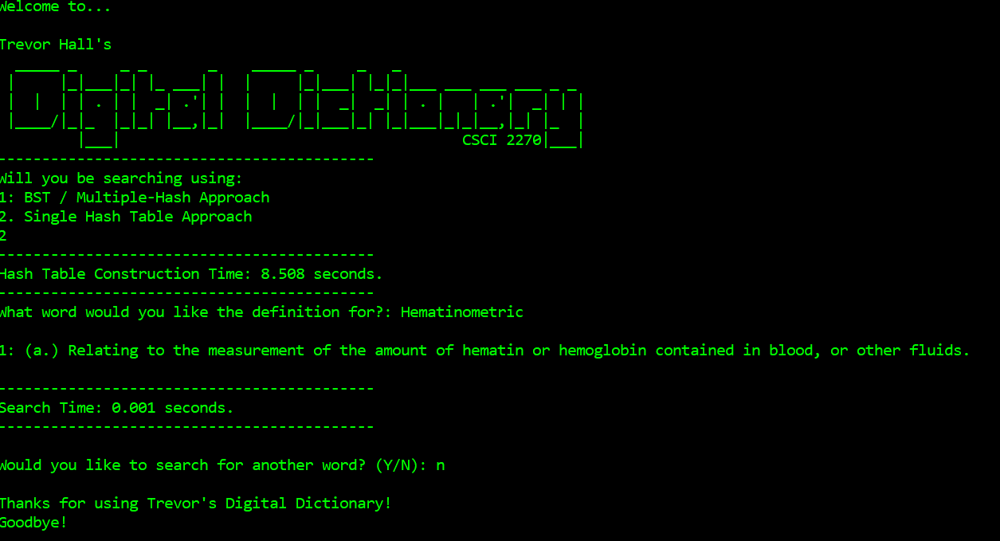 Welcome to...
Trevor Hall's
Digital Dictionary
CSCI 2270
-------------------------------------------
Will you be searching using:
1: BST / Multiple-Hash Approach
2. Single Hash Table Approach
2
-------------------------------------------
Hash Table Construction Time: 8.508 seconds.
-------------------------------------------
What word would you like the definition for?: Hematinometric
1: (a.) Relating to the measurement of the amount of hematin or hemoglobin contained in blood, or other fluids.
-------------------------------------------
Search Time: 0.001 seconds.
-------------------------------------------
Would you like to search for another word? (Y/N): n
Thanks for using Trevor's Digital Dictionary!
Goodbye!